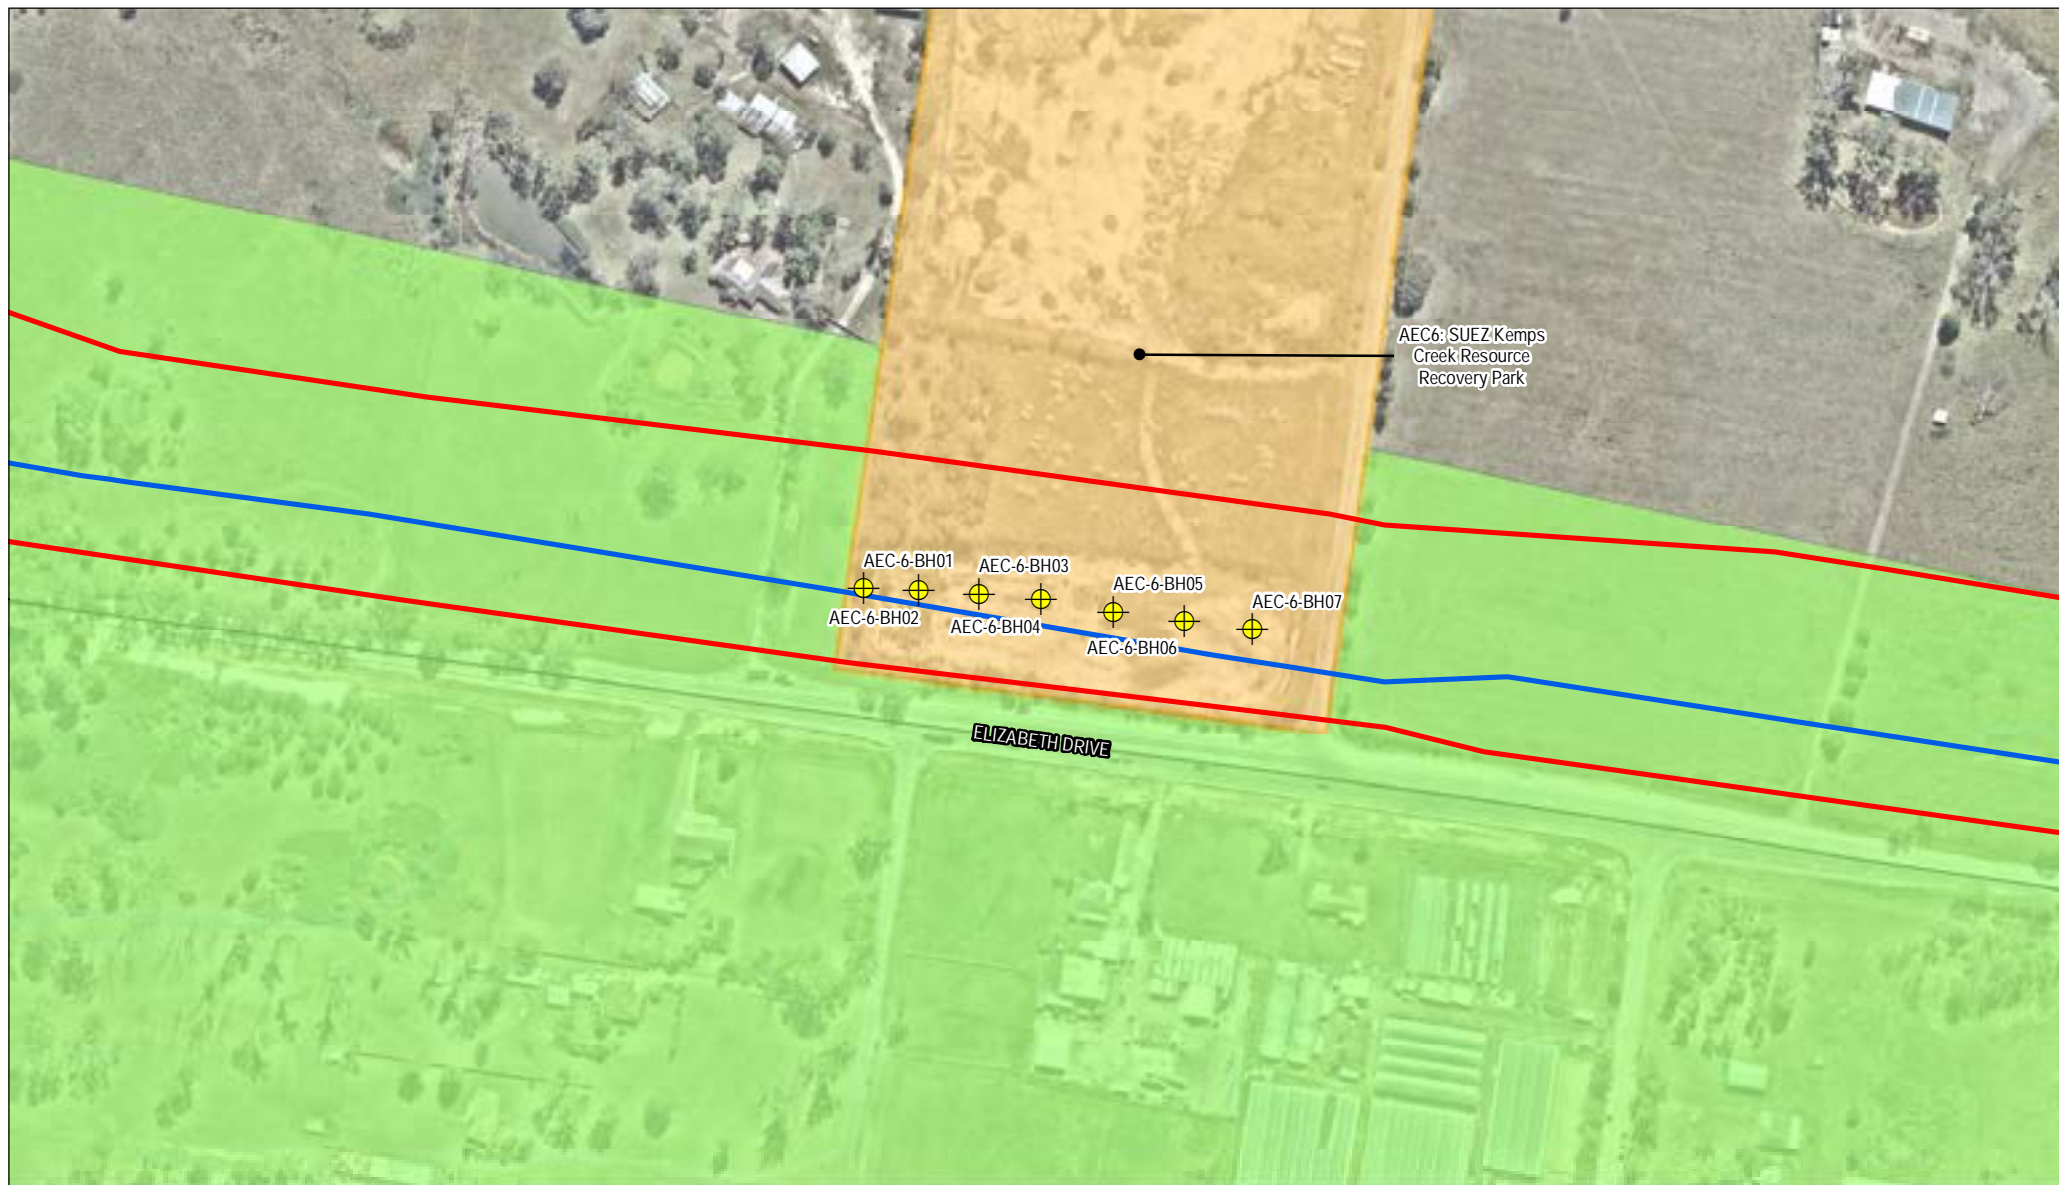 AEC6: SUEZ Kemps
Creek Resource
Recovery Park
AEC-6-BH01
AEC-6-BH03
AEC-6-BH05
AEC-6-BH07
AEC-6-BH02
AEC-6-BH04
AEC-6-BH06
ELIZABETH DRIVE